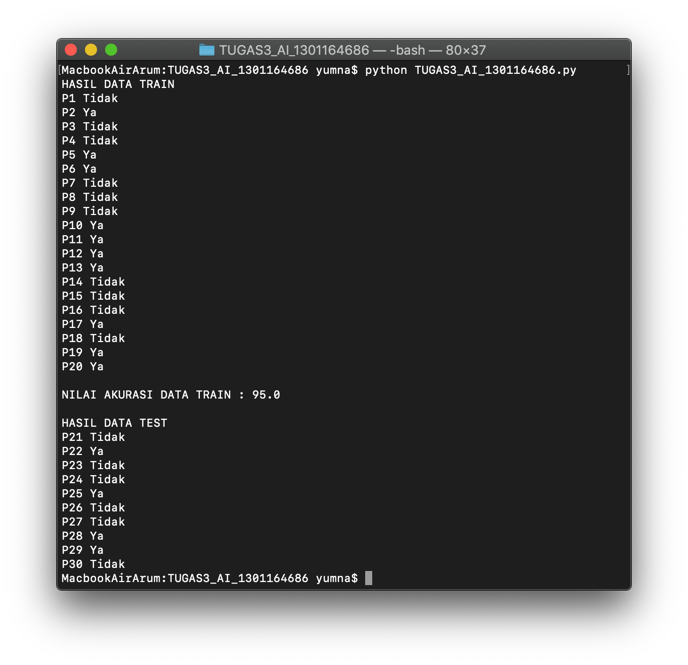 TUGAS3_AI_1301164686 — -bash — 80×37
[MacbookAirArum:TUGAS3_AI_1301164686 yumna$ python TUGAS3_AI_1301164686.py ]
HASIL DATA TRAIN
P1 Tidak
P2 Ya
P3 Tidak
P4 Tidak
P5 Ya
P6 Ya
P7 Tidak
P8 Tidak
P9 Tidak
P10 Ya
P11 Ya
P12 Ya
P13 Ya
P14 Tidak
P15 Tidak
P16 Tidak
P17 Ya
P18 Tidak
P19 Ya
P20 Ya
NILAI AKURASI DATA TRAIN : 95.0
HASIL DATA TEST
P21 Tidak
P22 Ya
P23 Tidak
P24 Tidak
P25 Ya
P26 Tidak
P27 Tidak
P28 Ya
P29 Ya
P30 Tidak
MacbookAirArum:TUGAS3_AI_1301164686 yumna$